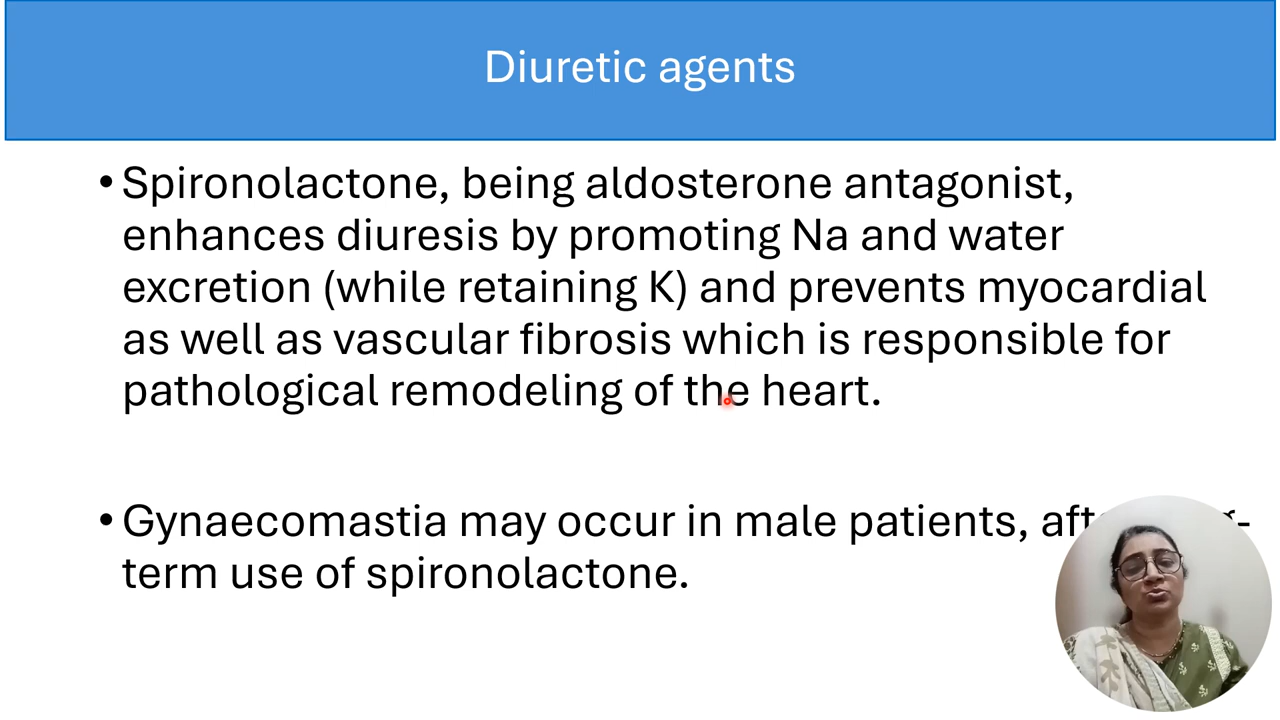 Diuretic agents
• Spironolactone, being aldosterone antagonist,
enhances diuresis by promoting Na and water
excretion (while retaining K) and prevents myocardial
as well as vascular fibrosis which is responsible for
pathological remodeling of the heart.
• Gynaecomastia may occur in male patients,
term use of spironolactone.